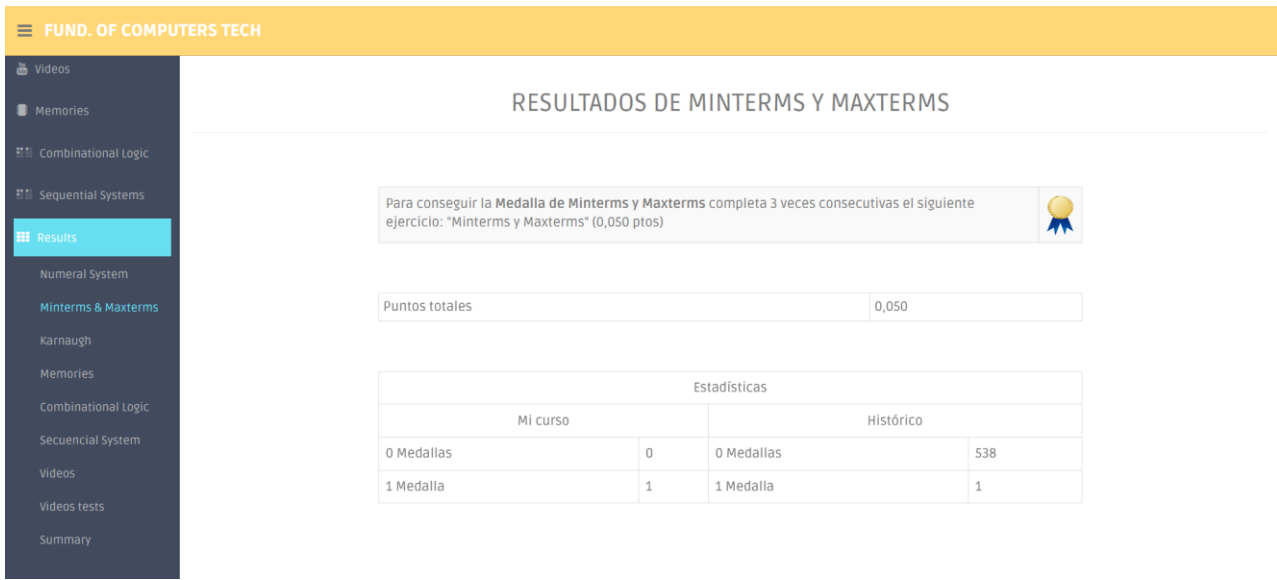 FUND. OF COMPUTERS TECH
Videos
Memories
Combinational Logic
Sequential Systems
Results
Numeral System
Minterms & Maxterms
Karnaugh
Memories
Combinational Logic
Secuencial System
Videos
Videos tests
Summary
RESULTADOS DE MINTERMS Y MAXTERMS
Para conseguir la Medalla de Minterms y Maxterms completa 3 veces consecutivas el siguiente
ejercicio: "Minterms y Maxterms" (0,050 ptos)
Puntos totales 0,050
Estadísticas
Mi curso Histórico
0 Medallas 0 0 Medallas 538
1 Medalla 1 1 Medalla 1